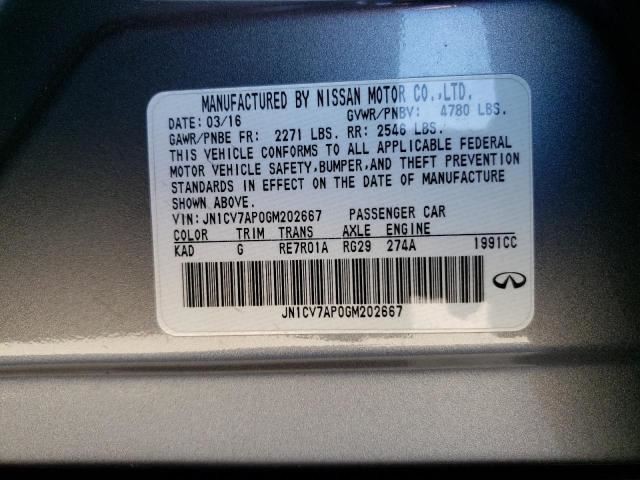 MANUFACTURED BY NISSAN MOTOR CO.,LTD.
DATE: 03/16 GVWR/PNBV: 4780 LBS.
GAWR/PNBE FR: 2271 LBS. RR: 2546 LBS.
THIS VEHICLE CONFORMS TO ALL APPLICABLE FEDERAL
MOTOR VEHICLE SAFETY, BUMPER, AND THEFT PREVENTION
STANDARDS IN EFFECT ON THE DATE OF MANUFACTURE
SHOWN ABOVE.
VIN: JN1CV7AP0GM202667 PASSENGER CAR
COLOR TRIM TRANS AXLE ENGINE
KAD G RE7R01A RG29 274A 1991CC
JN1CV7AP0GM202667